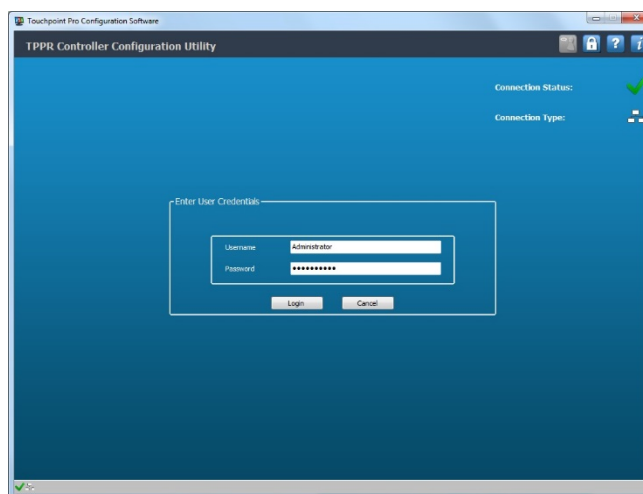 Touchpoint Pro Configuration Software
TPPR Controller Configuration Utility
?
i
Connection Status:
Connection Type:
Enter User Credentials
Username
Administrator
Password
••••••••••
Login
Cancel